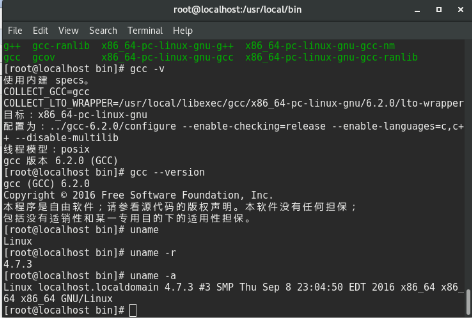 root@localhost:/usr/local/bin
File Edit View Search Terminal Help
g++ gcc-ranlib x86_64-pc-linux-gnu-g++ x86_64-pc-linux-gnu-gcc-nm
gcc gcov x86_64-pc-linux-gnu-gcc x86_64-pc-linux-gnu-gcc-ranlib
[root@localhost bin]# gcc -v
使用内建 specs。
COLLECT_GCC=gcc
COLLECT_LTO_WRAPPER=/usr/local/libexec/gcc/x86_64-pc-linux-gnu/6.2.0/lto-wrapper
目标：x86_64-pc-linux-gnu
配置为：../gcc-6.2.0/configure --enable-checking=release --enable-languages=c,c+
+ --disable-multilib
线程模型：posix
gcc 版本 6.2.0 (GCC)
[root@localhost bin]# gcc --version
gcc (GCC) 6.2.0
Copyright © 2016 Free Software Foundation, Inc.
本程序是自由软件；请参看源代码的版权声明。本软件没有任何担保；
包括没有适销性和某一专用目的下的适用性担保。
[root@localhost bin]# uname
Linux
[root@localhost bin]# uname -r
4.7.3
[root@localhost bin]# uname -a
Linux localhost.localdomain 4.7.3 #3 SMP Thu Sep 8 23:04:50 EDT 2016 x86_64 x86_
64 x86_64 GNU/Linux
[root@localhost bin]#